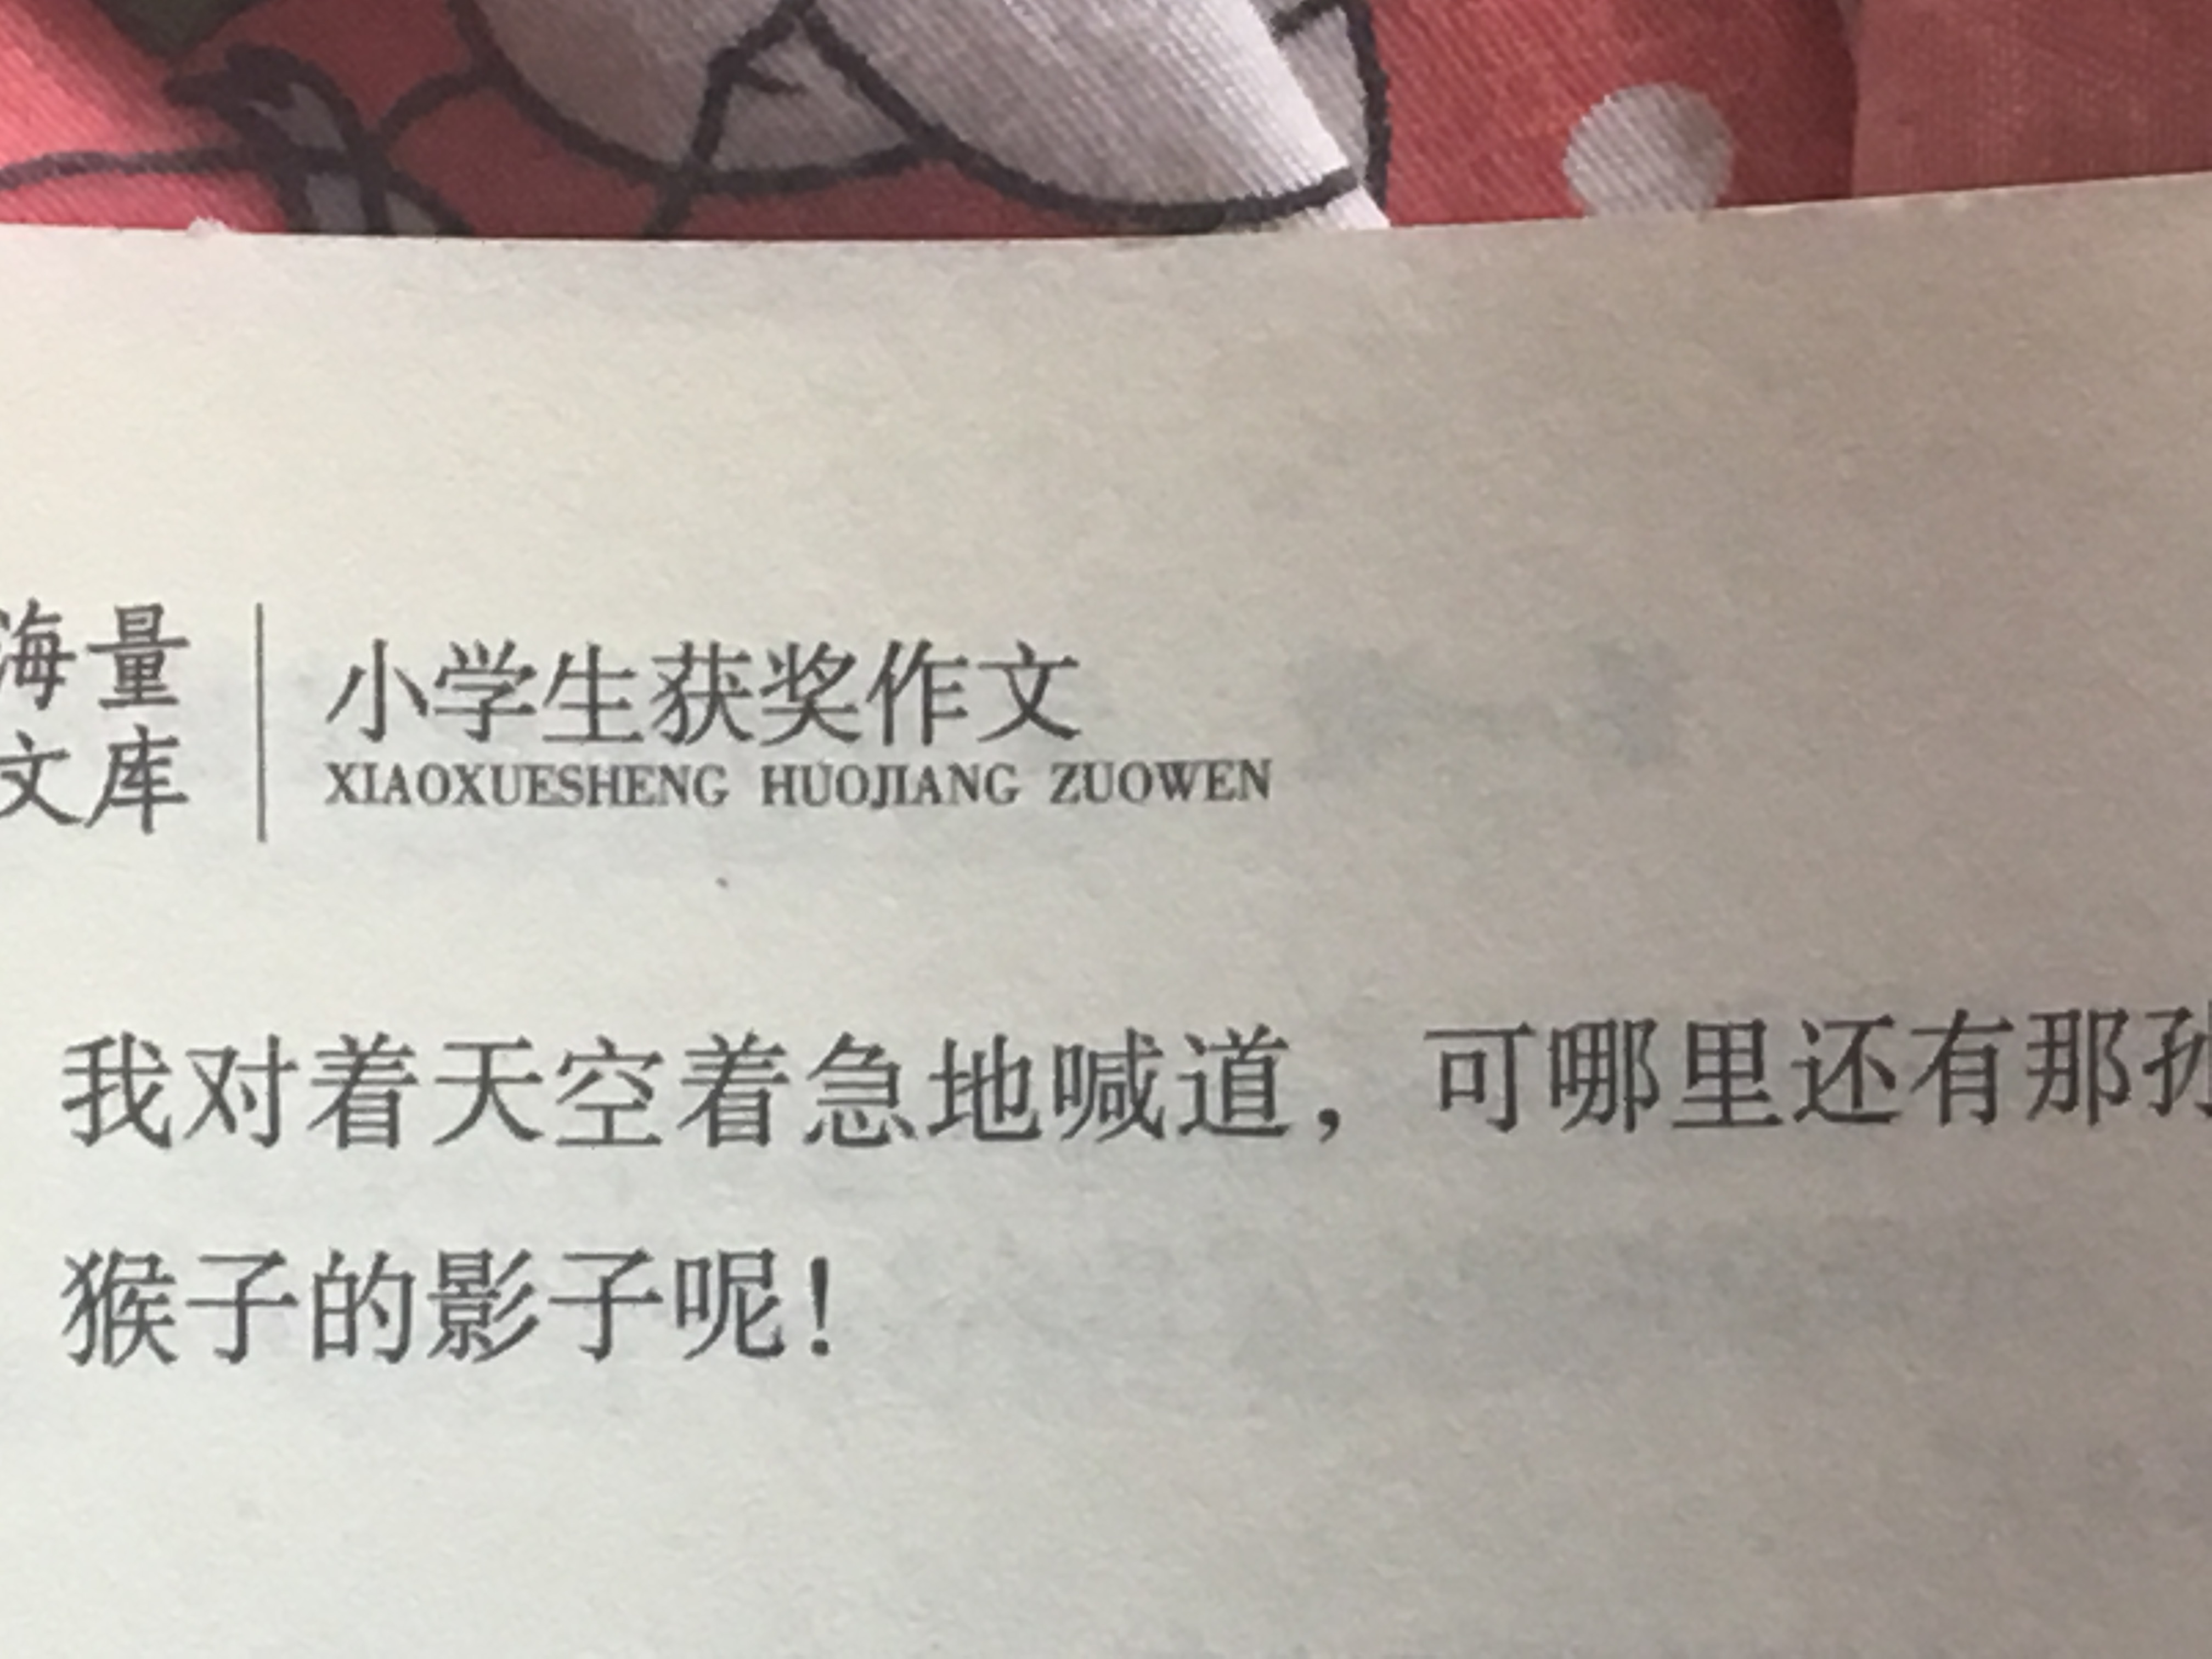 海量
文库
小学生获奖作文
XIAOXUESHENG HUOJIANG ZUOWEN
我对着天空着急地喊道，可哪里还有那
猴子的影子呢！